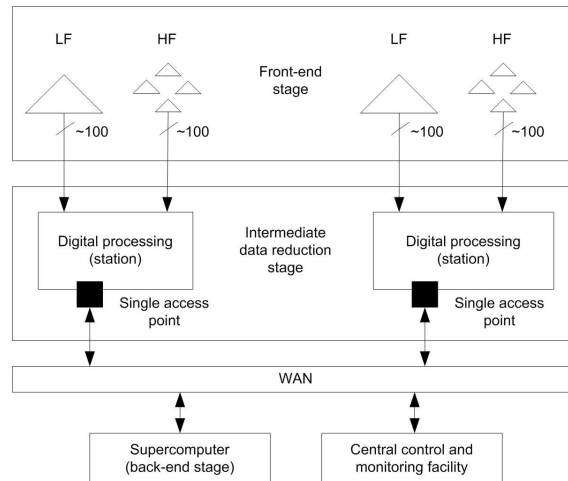 LF
HF
LF
HF
Front-end
stage
~100
~100
~100
~100
Digital processing
(station)
Intermediate
data reduction
stage
Digital processing
(station)
Single access
point
Single access
point
WAN
Supercomputer
(back-end stage)
Central control and
monitoring facility